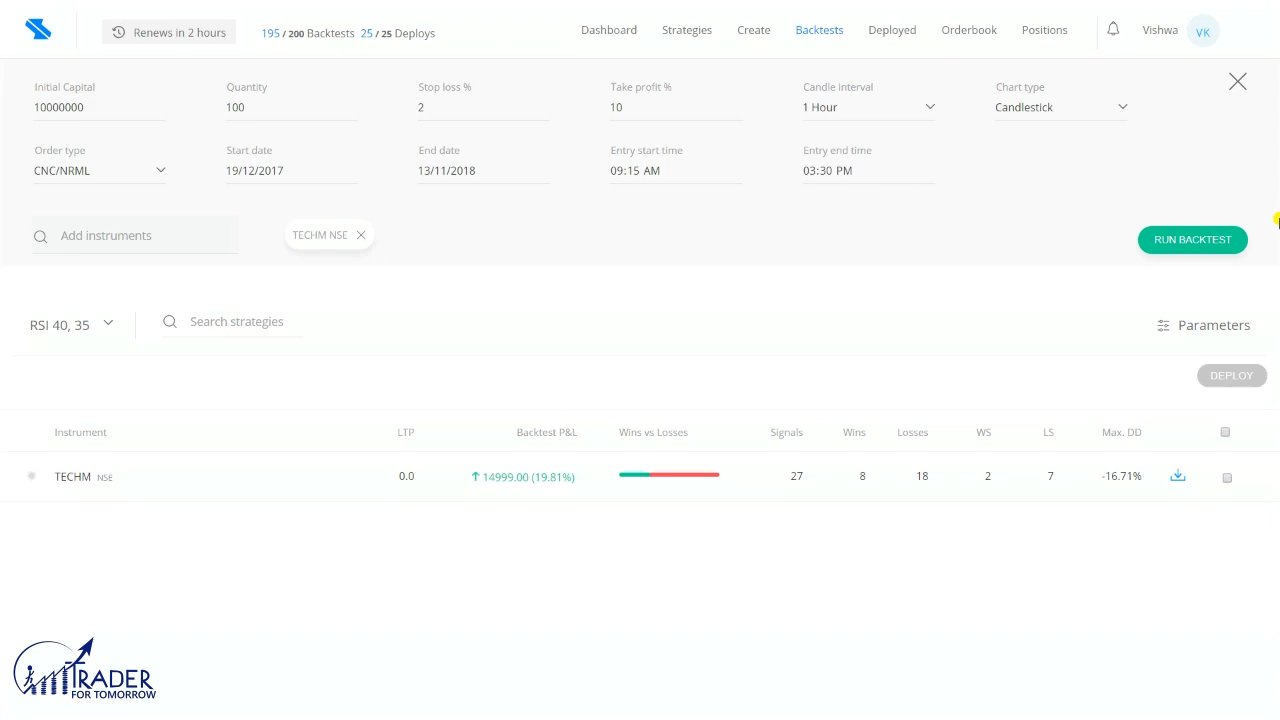 Renews in 2 hours 195 / 200 Backtests 25 / 25 Deploys Dashboard Strategies Create Backtests Deployed Orderbook Positions Vishwa VK
Initial Capital Quantity Stop loss % Take profit % Candle interval Chart type
10000000 100 2 10 1 Hour Candlestick
Order type Start date End date Entry start time Entry end time
CNC/NRML 19/12/2017 13/11/2018 09:15 AM 03:30 PM
Add instruments TECHM NSE RUN BACKTEST
RSI 40, 35 Search strategies Parameters
DEPLOY
Instrument LTP Backtest P&L Wins vs Losses Signals Wins Losses WS LS Max. DD
TECHM NSE 0.0 14999.00 (19.81%) 27 8 18 2 7 -16.71%
TRADER
FOR TOMORROW